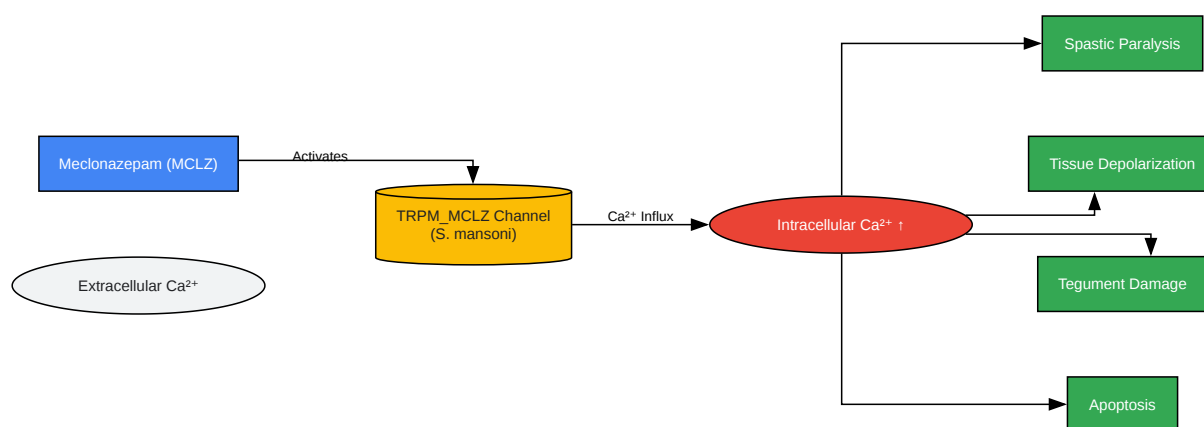 Spastic Paralysis
Meclonazepam (MCLZ)
Activates
Tissue Depolarization
TRPM_MCLZ Channel
(S. mansoni)
Ca²⁺ Influx
Intracellular Ca²⁺ ↑
Extracellular Ca²⁺
Tegument Damage
Apoptosis